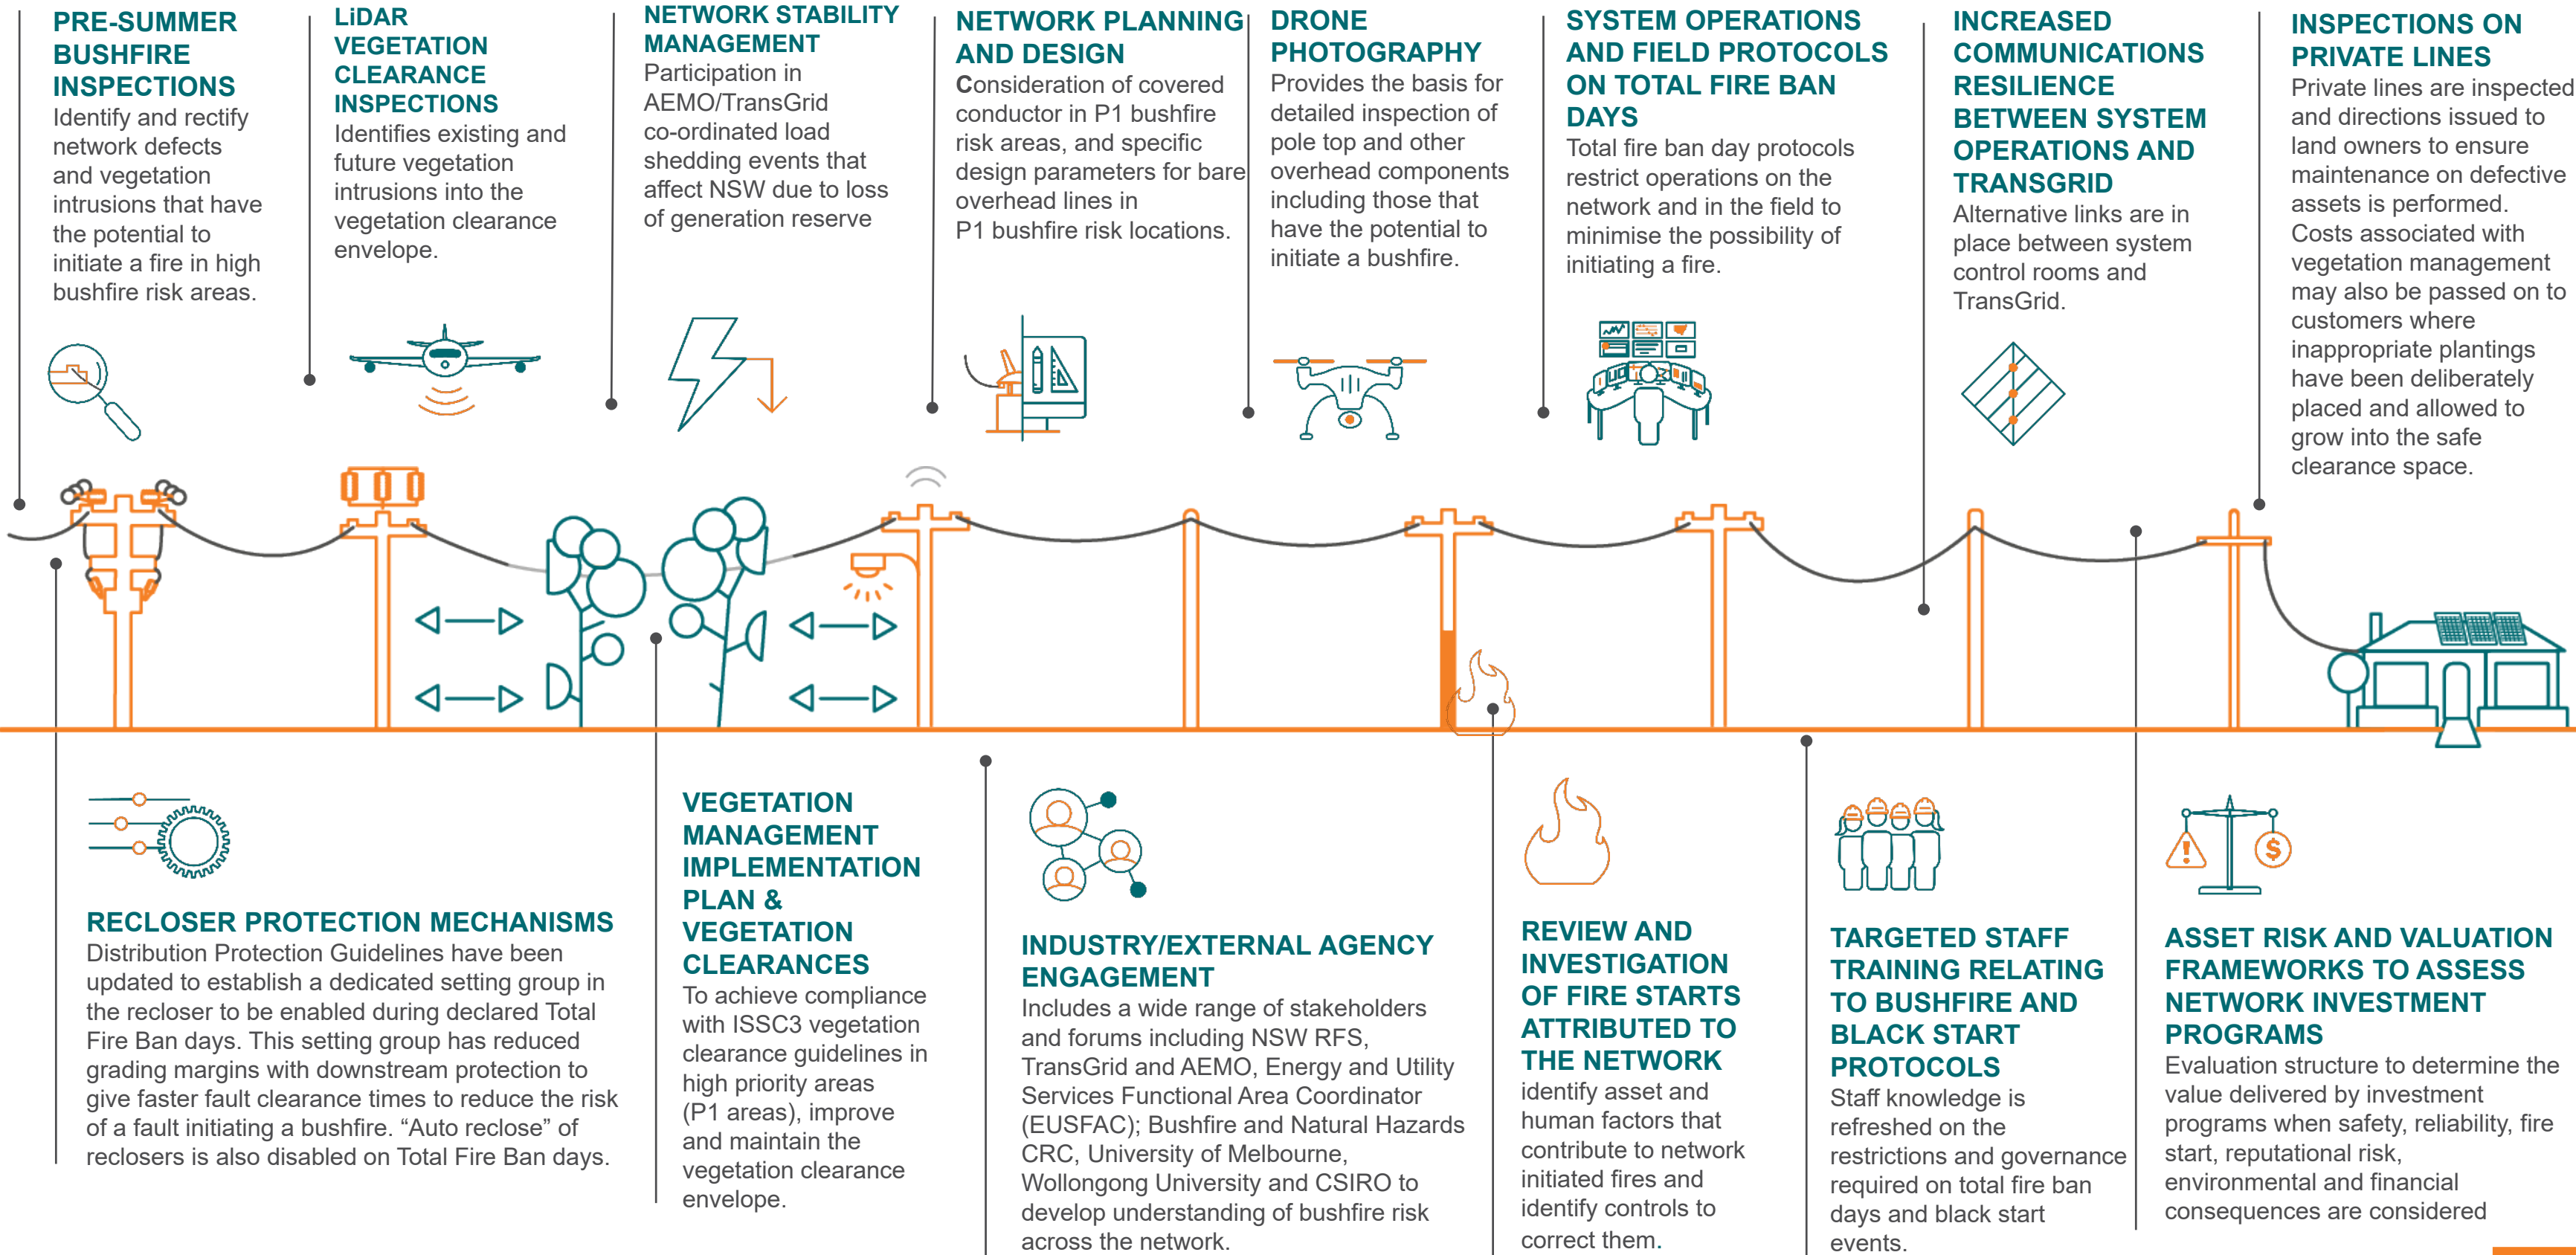 PRE-SUMMER
BUSHFIRE
INSPECTIONS
Identify and rectify
network defects
and vegetation
intrusions that have
the potential to
initiate a fire in high
bushfire risk areas.
LiDAR
VEGETATION
CLEARANCE
INSPECTIONS
Identifies existing and
future vegetation
intrusions into the
vegetation clearance
envelope.
NETWORK STABILITY
MANAGEMENT
Participation in
AEMO/TransGrid
co-ordinated load
shedding events that
affect NSW due to loss
of generation reserve
NETWORK PLANNING
AND DESIGN
Consideration of covered
conductor in P1 bushfire
risk areas, and specific
design parameters for bare
overhead lines in
P1 bushfire risk locations.
DRONE
PHOTOGRAPHY
Provides the basis for
detailed inspection of
pole top and other
overhead components
including those that
have the potential to
initiate a bushfire.
SYSTEM OPERATIONS
AND FIELD PROTOCOLS
ON TOTAL FIRE BAN
DAYS
Total fire ban day protocols
restrict operations on the
network and in the field to
minimise the possibility of
initiating a fire.
INCREASED
COMMUNICATIONS
RESILIENCE
BETWEEN SYSTEM
OPERATIONS AND
TRANSGRID
Alternative links are in
place between system
control rooms and
TransGrid.
INSPECTIONS ON
PRIVATE LINES
Private lines are inspected
and directions issued to
land owners to ensure
maintenance on defective
assets is performed.
Costs associated with
vegetation management
may also be passed on to
customers where
inappropriate plantings
have been deliberately
placed and allowed to
grow into the safe
clearance space.
RECLOSER PROTECTION MECHANISMS
Distribution Protection Guidelines have been
updated to establish a dedicated setting group in
the recloser to be enabled during declared Total
Fire Ban days. This setting group has reduced
grading margins with downstream protection to
give faster fault clearance times to reduce the risk
of a fault initiating a bushfire. “Auto reclose” of
reclosers is also disabled on Total Fire Ban days.
VEGETATION
MANAGEMENT
IMPLEMENTATION
PLAN &
VEGETATION
CLEARANCES
To achieve compliance
with ISSC3 vegetation
clearance guidelines in
high priority areas
(P1 areas), improve
and maintain the
vegetation clearance
envelope.
INDUSTRY/EXTERNAL AGENCY
ENGAGEMENT
Includes a wide range of stakeholders
and forums including NSW RFS,
TransGrid and AEMO, Energy and Utility
Services Functional Area Coordinator
(EUSFAC); Bushfire and Natural Hazards
CRC, University of Melbourne,
Wollongong University and CSIRO to
develop understanding of bushfire risk
across the network.
REVIEW AND
INVESTIGATION
OF FIRE STARTS
ATTRIBUTED TO
THE NETWORK
identify asset and
human factors that
contribute to network
initiated fires and
identify controls to
correct them.
TARGETED STAFF
TRAINING RELATING
TO BUSHFIRE AND
BLACK START
PROTOCOLS
Staff knowledge is
refreshed on the
restrictions and governance
required on total fire ban
days and black start
events.
! $
ASSET RISK AND VALUATION
FRAMEWORKS TO ASSESS
NETWORK INVESTMENT
PROGRAMS
Evaluation structure to determine the
value delivered by investment
programs when safety, reliability, fire
start, reputational risk,
environmental and financial
consequences are considered